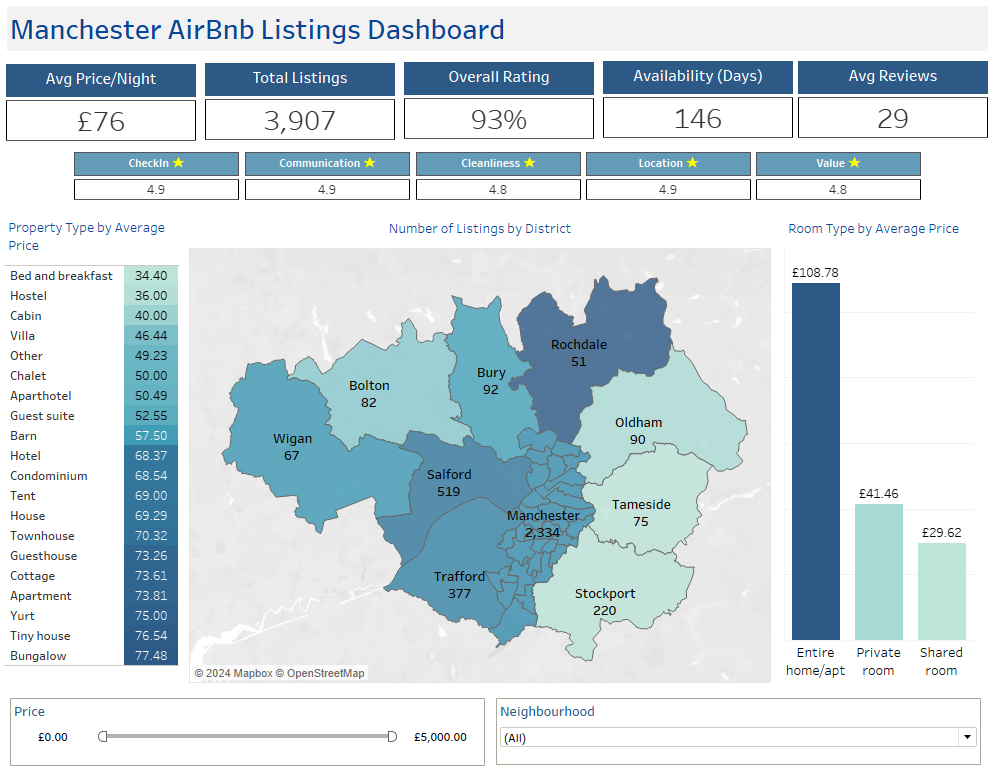 Manchester AirBnb Listings Dashboard
Avg Price/Night
Total Listings
Overall Rating
Availability (Days)
Avg Reviews
£76
3,907
93%
146
29
CheckIn ★
Communication ★
Cleanliness ★
Location ★
Value ★
4.9
4.9
4.8
4.9
4.8
Property Type by Average
Price
Bed and breakfast 34.40
Hostel 36.00
Cabin 40.00
Villa 46.44
Other 49.23
Chalet 50.00
Aparthotel 50.49
Guest suite 52.55
Barn 57.50
Hotel 68.37
Condominium 68.54
Tent 69.00
House 69.29
Townhouse 70.32
Guesthouse 73.26
Cottage 73.61
Apartment 73.81
Yurt 75.00
Tiny house 76.54
Bungalow 77.48
Number of Listings by District
Rochdale
51
Bury
92
Bolton
82
Oldham
90
Wigan
67
Salford
519
Tameside
75
Manchester
2,334
Trafford
377
Stockport
220
© 2024 Mapbox © OpenStreetMap
Room Type by Average Price
£108.78
£41.46
£29.62
Entire
home/apt
Private
room
Shared
room
Price
£0.00
£5,000.00
Neighbourhood
(All)